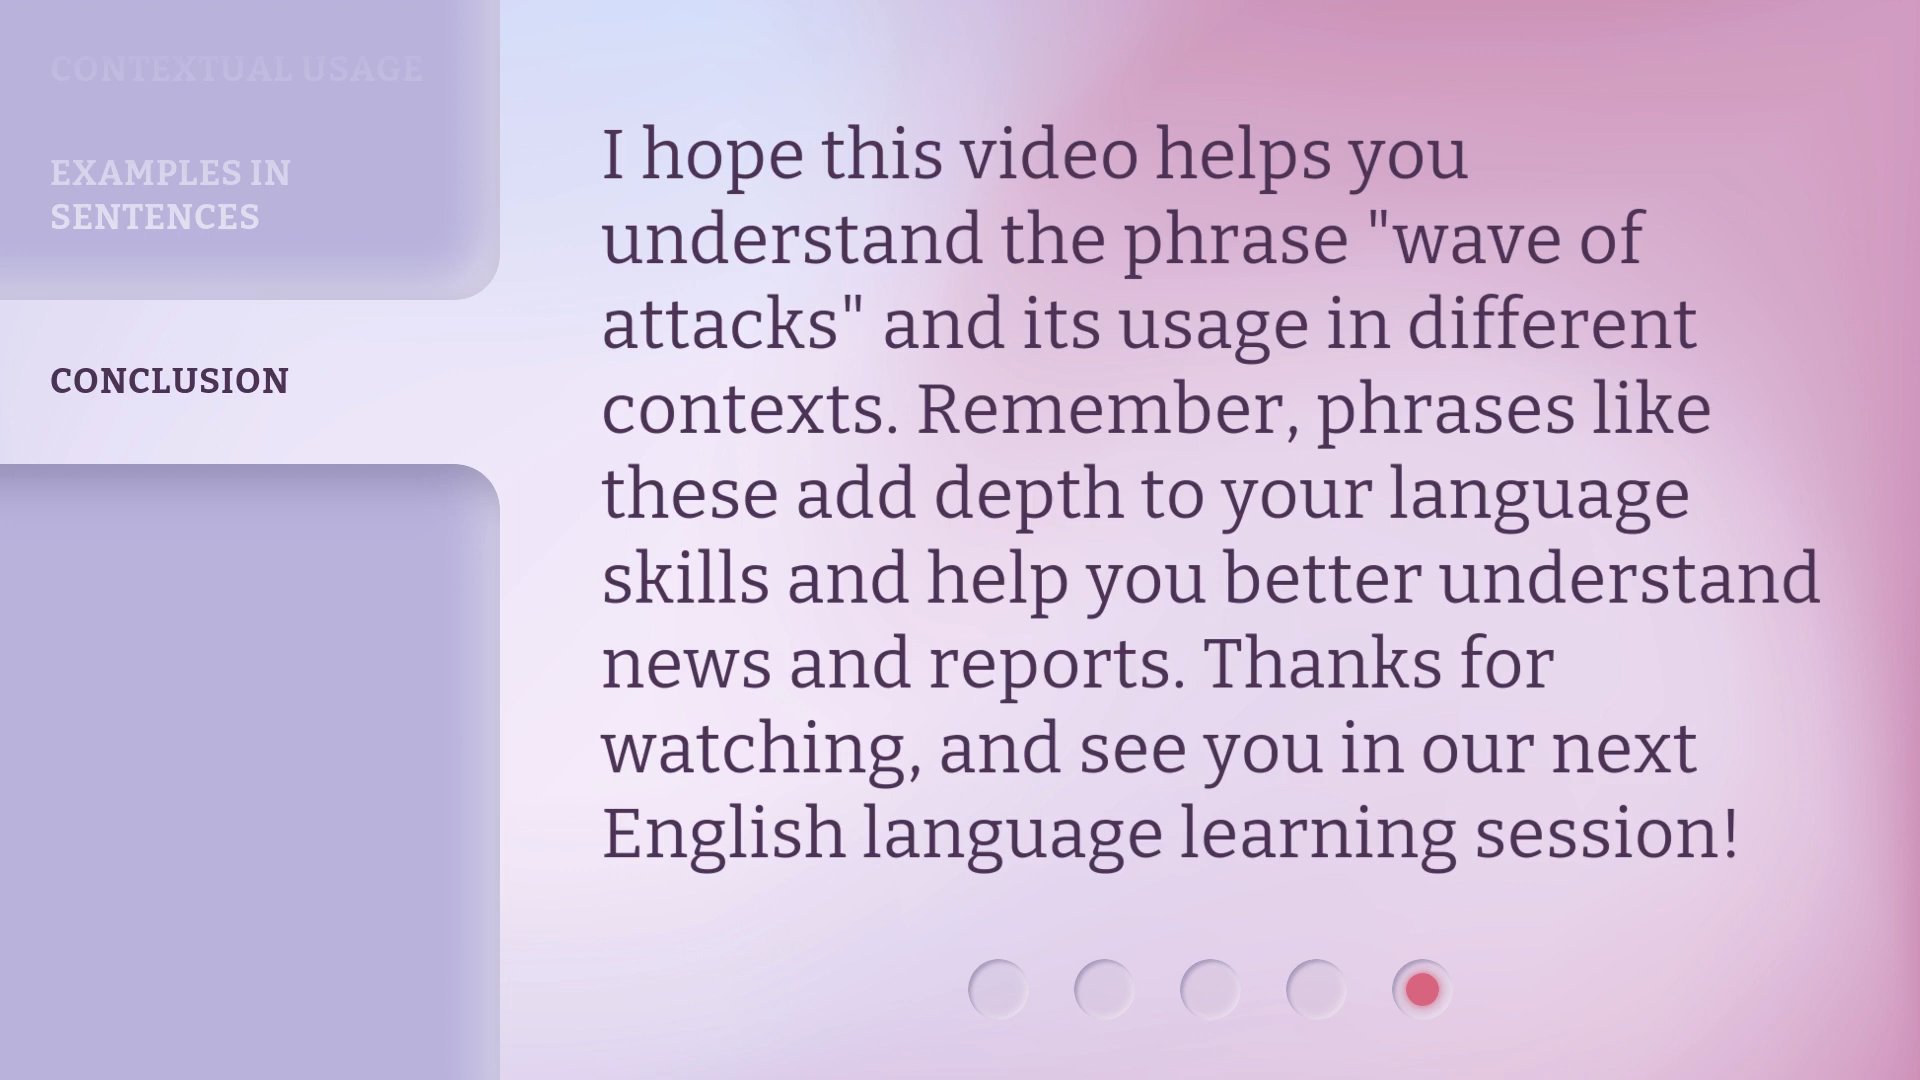 CONTEXTUAL USAGE
EXAMPLES IN
SENTENCES
CONCLUSION
I hope this video helps you
understand the phrase "wave of
attacks" and its usage in different
contexts. Remember, phrases like
these add depth to your language
skills and help you better understand
news and reports. Thanks for
watching, and see you in our next
English language learning session!